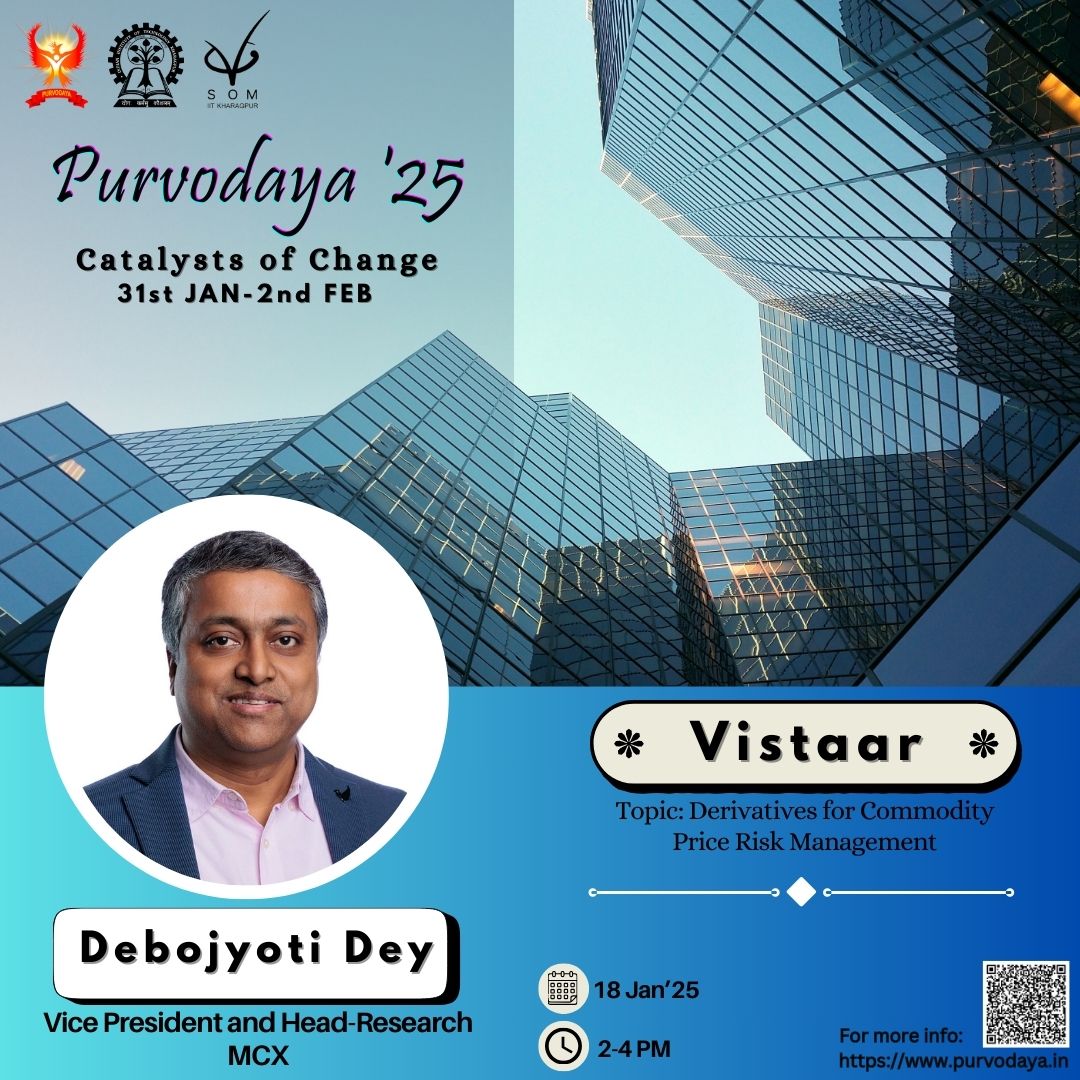 PURVODAYA
योग: कर्मसु कौशलम्
SOM
IIT KHARAGPUR
Purvodaya '25
Catalysts of Change
31st JAN-2nd FEB
Vistaar
Topic: Derivatives for Commodity
Price Risk Management
Debojyoti Dey
Vice President and Head-Research
MCX
18 Jan’25
2-4 PM
For more info:
https://www.purvodaya.in